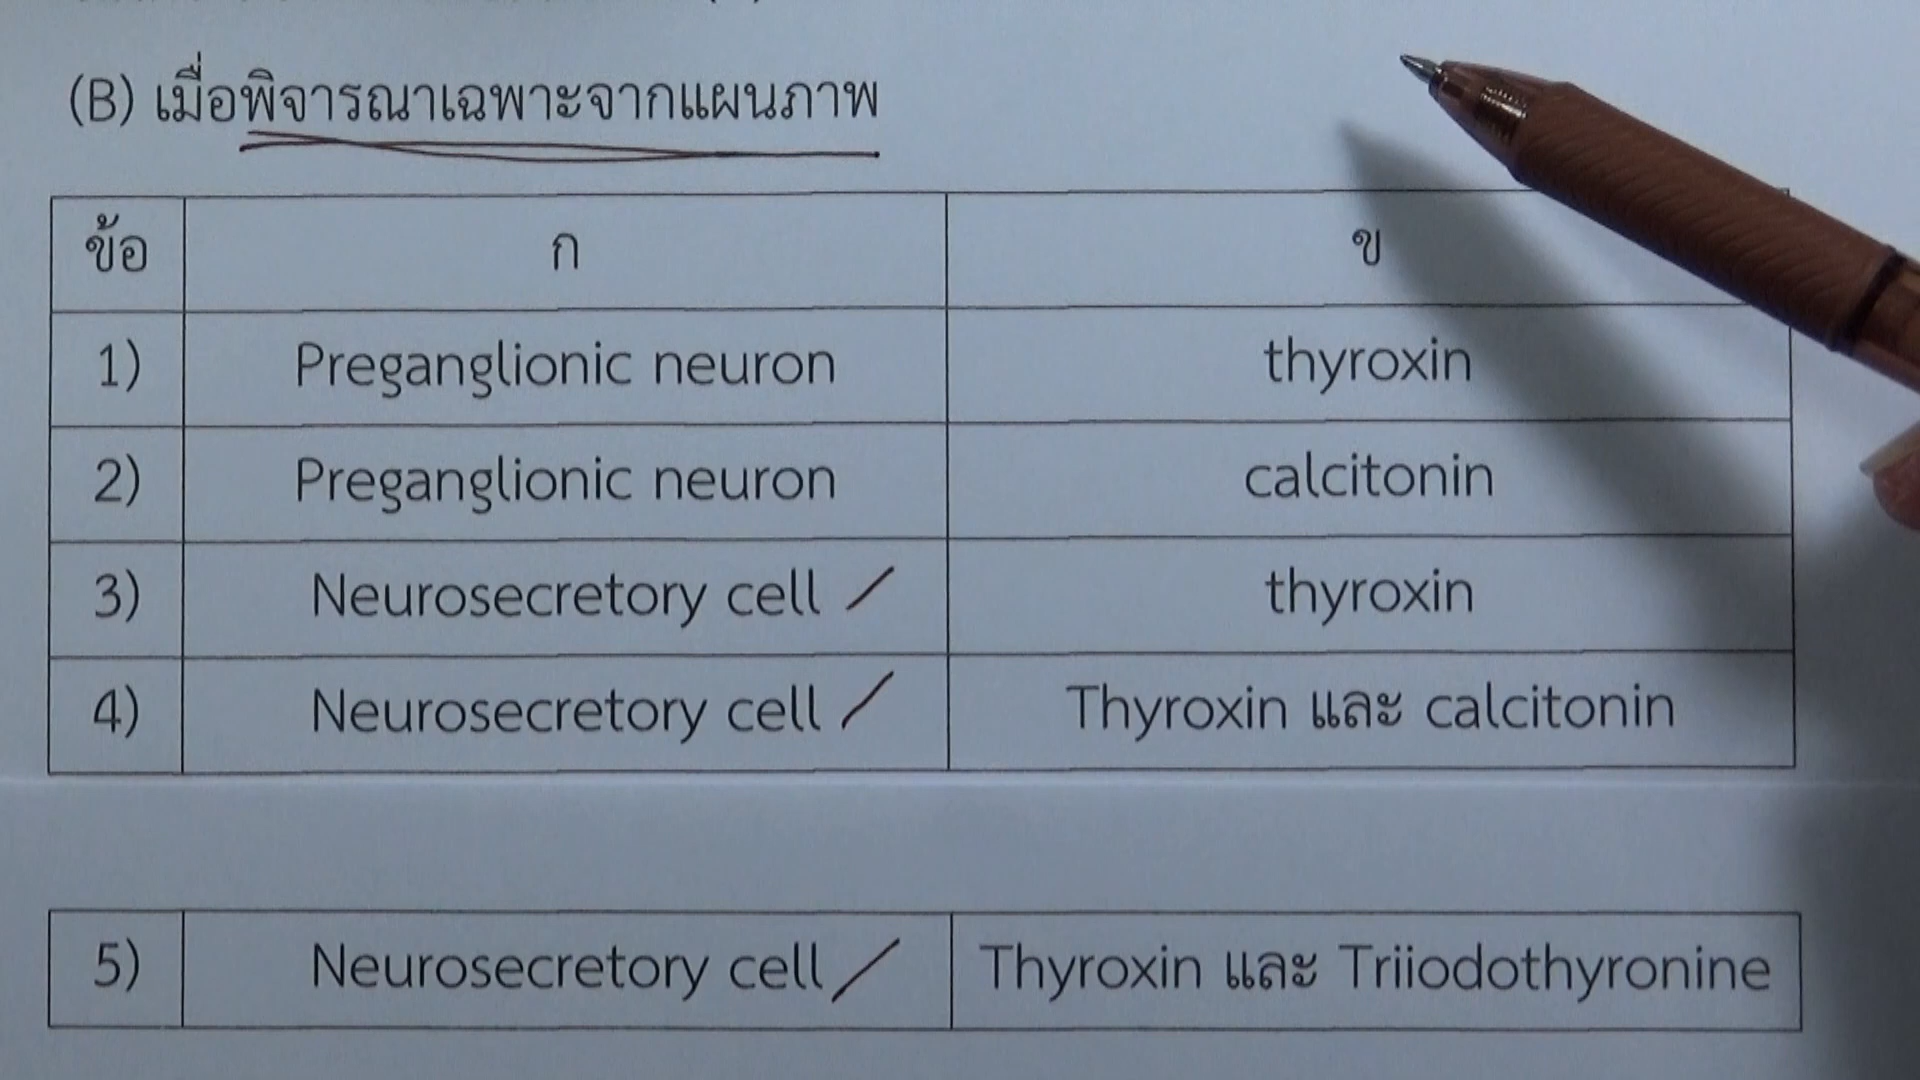 (B) เมื่อพิจารณาเฉพาะจากแผนภาพ
ข้อ ก ข
1) Preganglionic neuron thyroxin
2) Preganglionic neuron calcitonin
3) Neurosecretory cell / thyroxin
4) Neurosecretory cell / Thyroxin และ calcitonin
5) Neurosecretory cell / Thyroxin และ Triiodothyronine